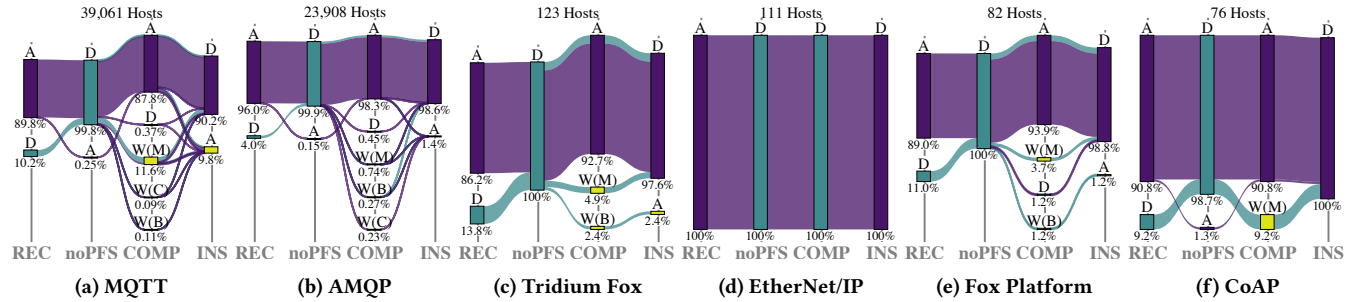 39,061 Hosts
A
D
A
D
89.8%
D
10.2%
99.8%
A
0.25%
87.8%
D
0.37%
W(M)
11.6%
W(C)
0.09%
W(B)
0.11%
90.2%
A
9.8%
REC noPFS COMP INS
(a) MQTT
23,908 Hosts
A
D
A
D
96.0%
D
4.0%
99.9%
A
0.15%
98.3%
D
0.45%
W(M)
0.74%
W(B)
0.27%
W(C)
0.23%
98.6%
A
1.4%
REC noPFS COMP INS
(b) AMQP
123 Hosts
A
D
A
D
86.2%
D
13.8%
100%
92.7%
W(M)
4.9%
W(B)
2.4%
97.6%
A
2.4%
REC noPFS COMP INS
(c) Tridium Fox
111 Hosts
A
D
D
A
100%
100%
100%
100%
REC noPFS COMP INS
(d) EtherNet/IP
82 Hosts
A
D
A
D
89.0%
D
11.0%
100%
93.9%
W(M)
3.7%
D
1.2%
W(B)
1.2%
98.8%
A
1.2%
REC noPFS COMP INS
(e) Fox Platform
76 Hosts
A
D
A
D
90.8%
D
9.2%
98.7%
A
1.3%
90.8%
W(M)
9.2%
100%
REC noPFS COMP INS
(f) CoAP